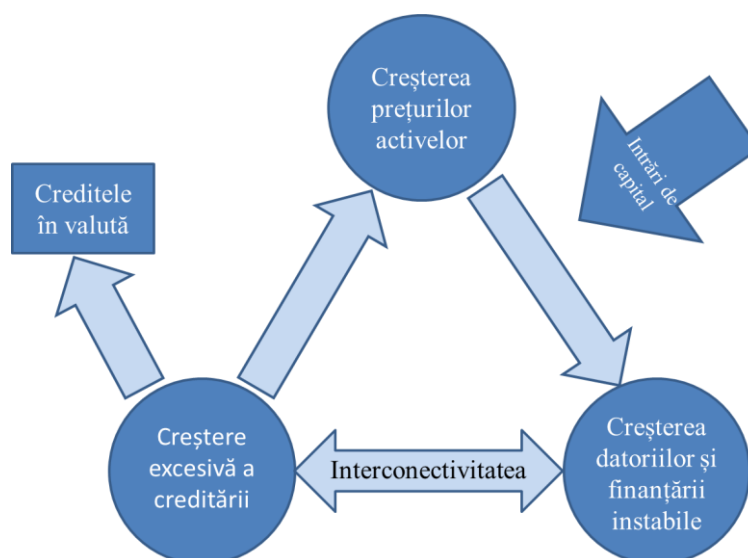 Creșterea
prețurilor
activelor
Intrări de
capital
Creditele
în valută
Creștere
excesivă a
creditării
Interconectivitatea
Creșterea
datoriilor și
finanțării
instabile